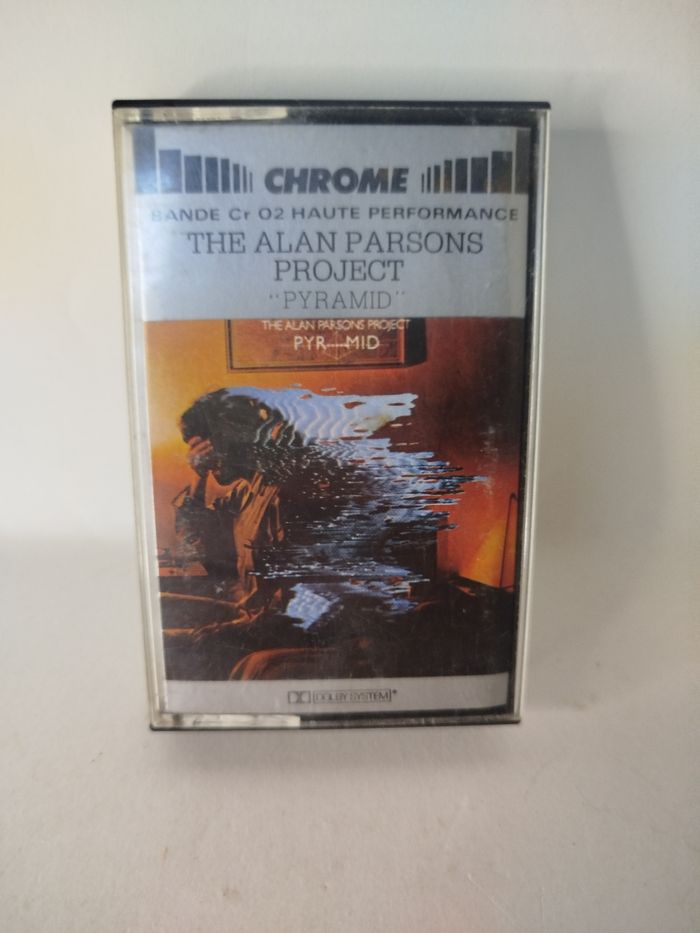 CHROME
BANDE Cr O2 HAUTE PERFORMANCE
THE ALAN PARSONS
PROJECT
"PYRAMID"
THE ALAN PARSONS PROJECT
PYR....MID
DOLBY SYSTEM